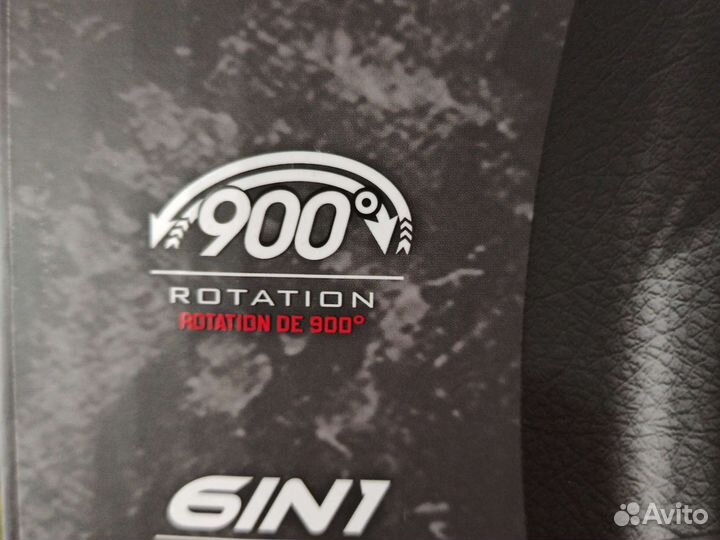 900°
ROTATION
ROTATION DE 900°
6IN1
Avito